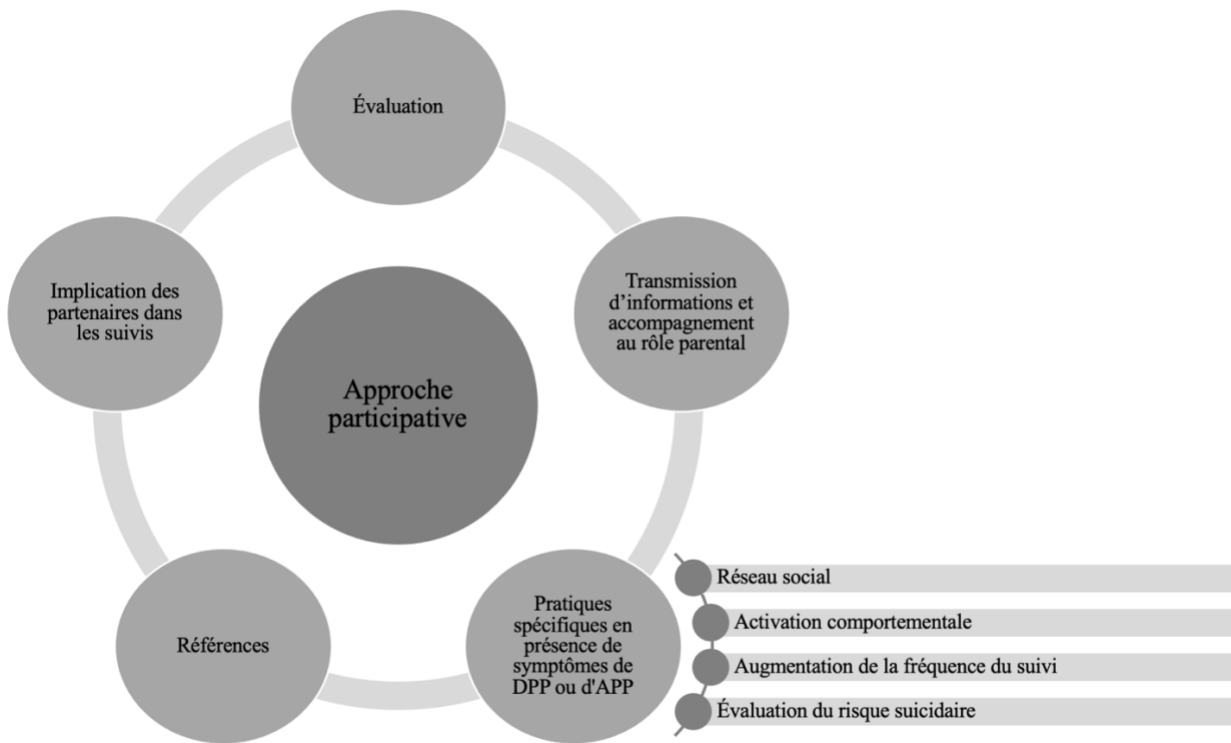 Évaluation
Transmission
d’informations et
accompagnement
au rôle parental
Implication des
partenaires dans
les suivis
Approche
participative
Références
Pratiques
spécifiques en
présence de
symptômes de
DPP ou d'APP
Réseau social
Activation comportementale
Augmentation de la fréquence du suivi
Évaluation du risque suicidaire